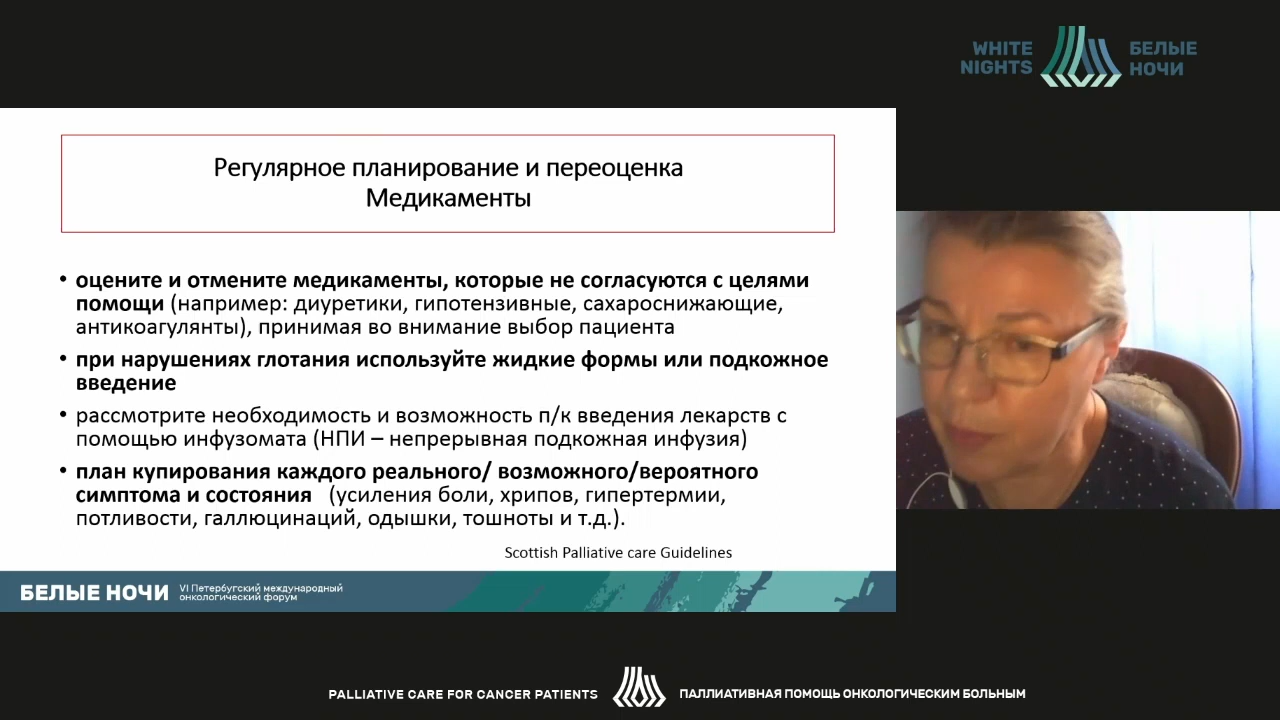 WHITE
NIGHTS
БЕЛЫЕ
НОЧИ
Регулярное планирование и переоценка
Медикаменты
• оцените и отмените медикаменты, которые не согласуются с целями
помощи (например: диуретики, гипотензивные, сахароснижающие,
антикоагулянты), принимая во внимание выбор пациента
• при нарушениях глотания используйте жидкие формы или подкожное
введение
• рассмотрите необходимость и возможность п/к введения лекарств с
помощью инфузомата (НПИ – непрерывная подкожная инфузия)
• план купирования каждого реального/ возможного/вероятного
симптома и состояния (усиления боли, хрипов, гипертермии,
потливости, галлюцинаций, одышки, тошноты и т.д.).
Scottish Palliative care Guidelines
БЕЛЫЕ НОЧИ
VI Петербугский международный
онкологический форум
PALLIATIVE CARE FOR CANCER PATIENTS
ПАЛЛИАТИВНАЯ ПОМОЩЬ ОНКОЛОГИЧЕСКИМ БОЛЬНЫМ